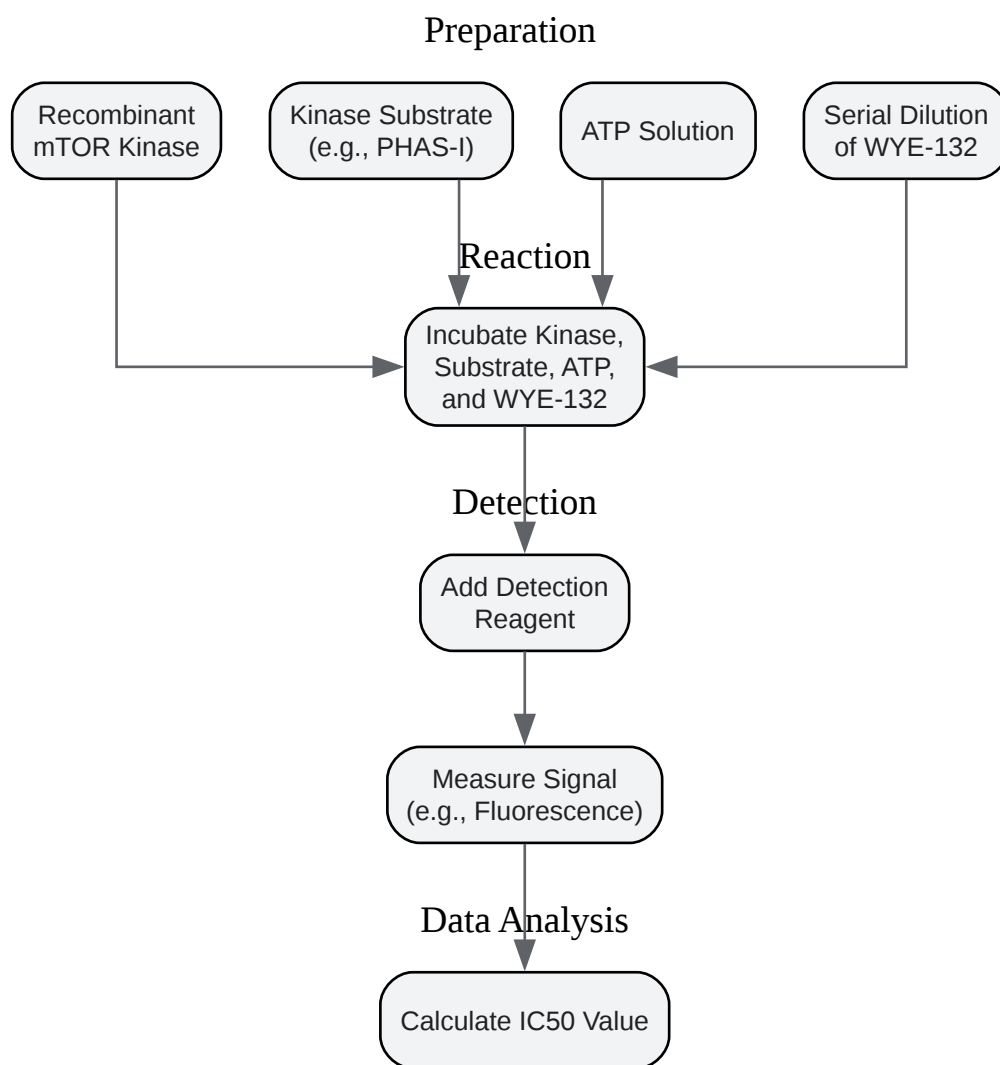 Preparation
Recombinant
mTOR Kinase
Kinase Substrate
(e.g., PHAS-I)
ATP Solution
Serial Dilution
of WYE-132
Reaction
Incubate Kinase,
Substrate, ATP,
and WYE-132
Detection
Add Detection
Reagent
Measure Signal
(e.g., Fluorescence)
Data Analysis
Calculate IC50 Value